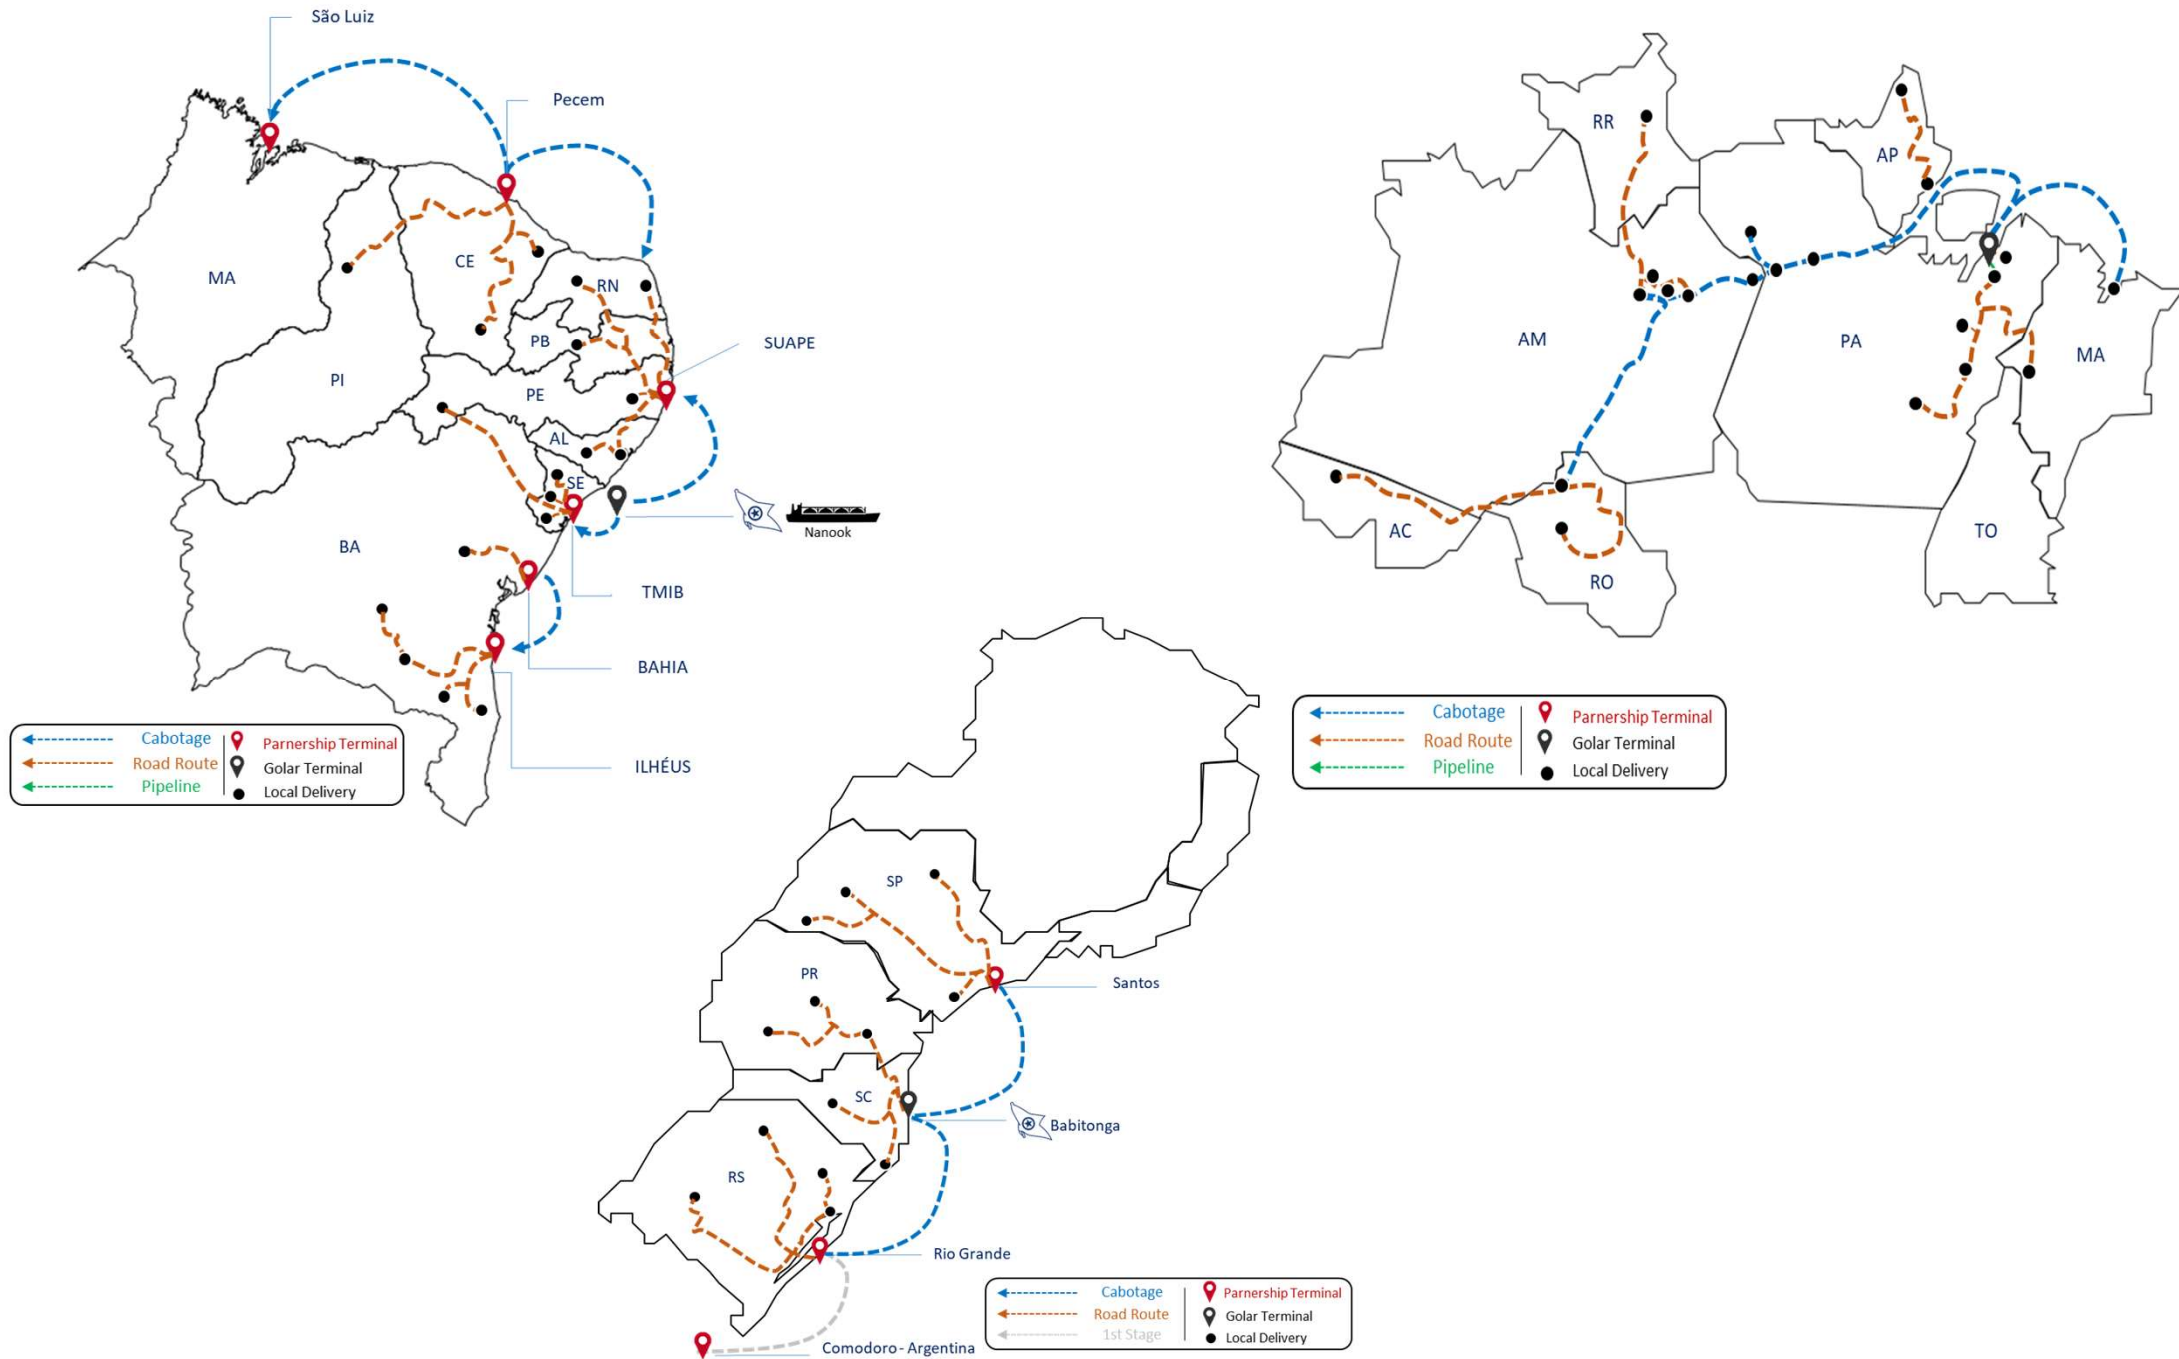 São Luiz
Pecem
MA
CE
RN
PB
SUAPE
PI
PE
AL
SE
Nanook
BA
TMIB
BAHIA
ILHÉUS
Cabotage
Road Route
Pipeline
Parnership Terminal
Golar Terminal
Local Delivery
RR
AP
AM
PA
MA
AC
RO
TO
Cabotage
Road Route
Pipeline
Parnership Terminal
Golar Terminal
Local Delivery
SP
PR
Santos
SC
Babitonga
RS
Rio Grande
Comodoro - Argentina
Cabotage
Road Route
1st Stage
Parnership Terminal
Golar Terminal
Local Delivery